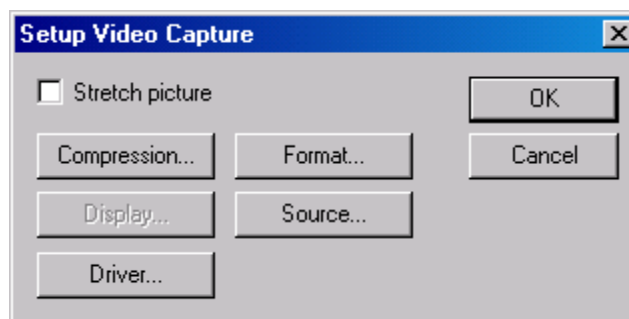 Setup Video Capture
Stretch picture
OK
Compression... Format... Cancel
Display... Source...
Driver...